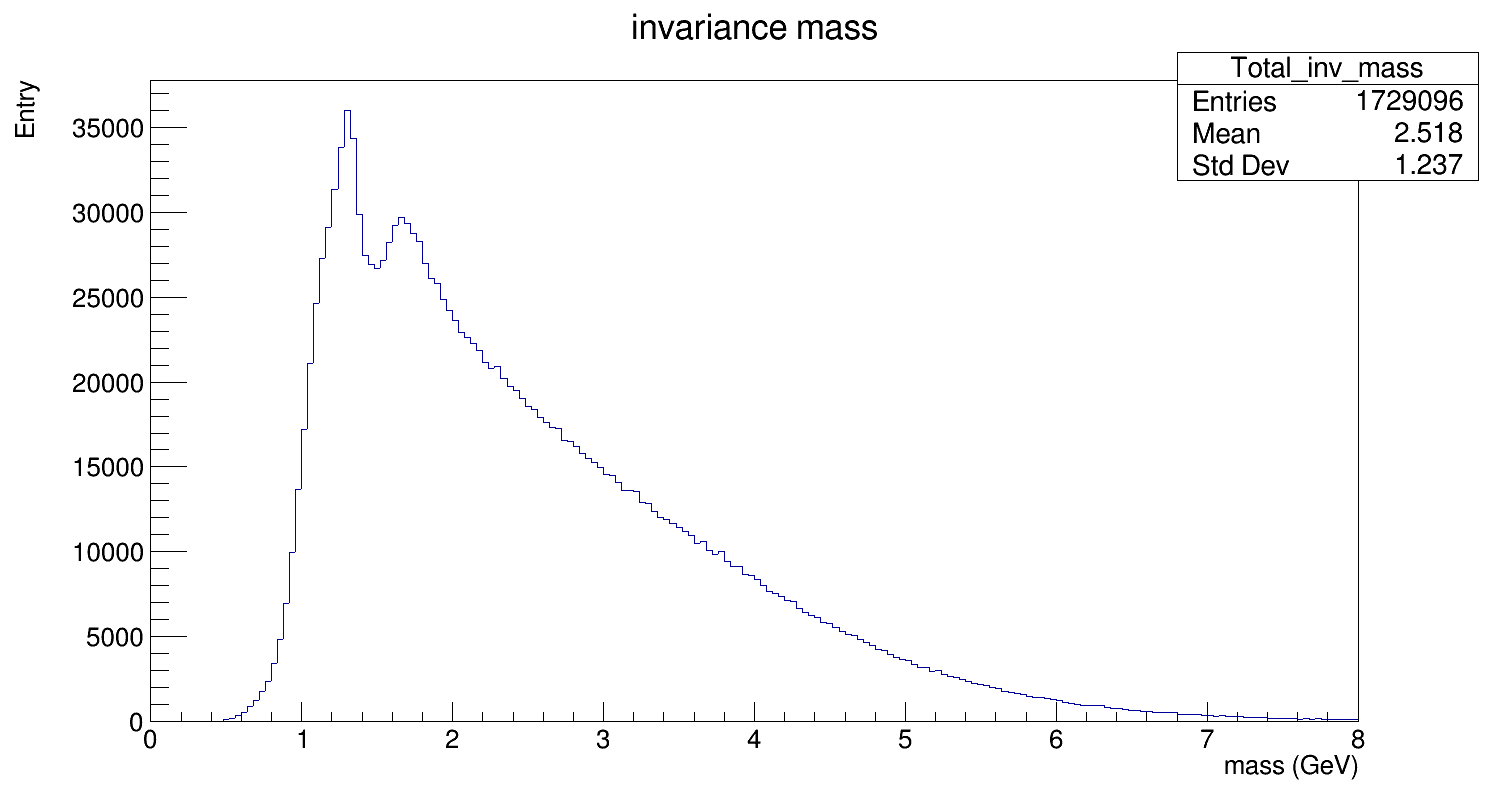 invariance mass
Total_inv_mass
Entries 1729096
Mean 2.518
Std Dev 1.237
Entry
35000
30000
25000
20000
15000
10000
5000
0
0 1 2 3 4 5 6 7 8
mass (GeV)